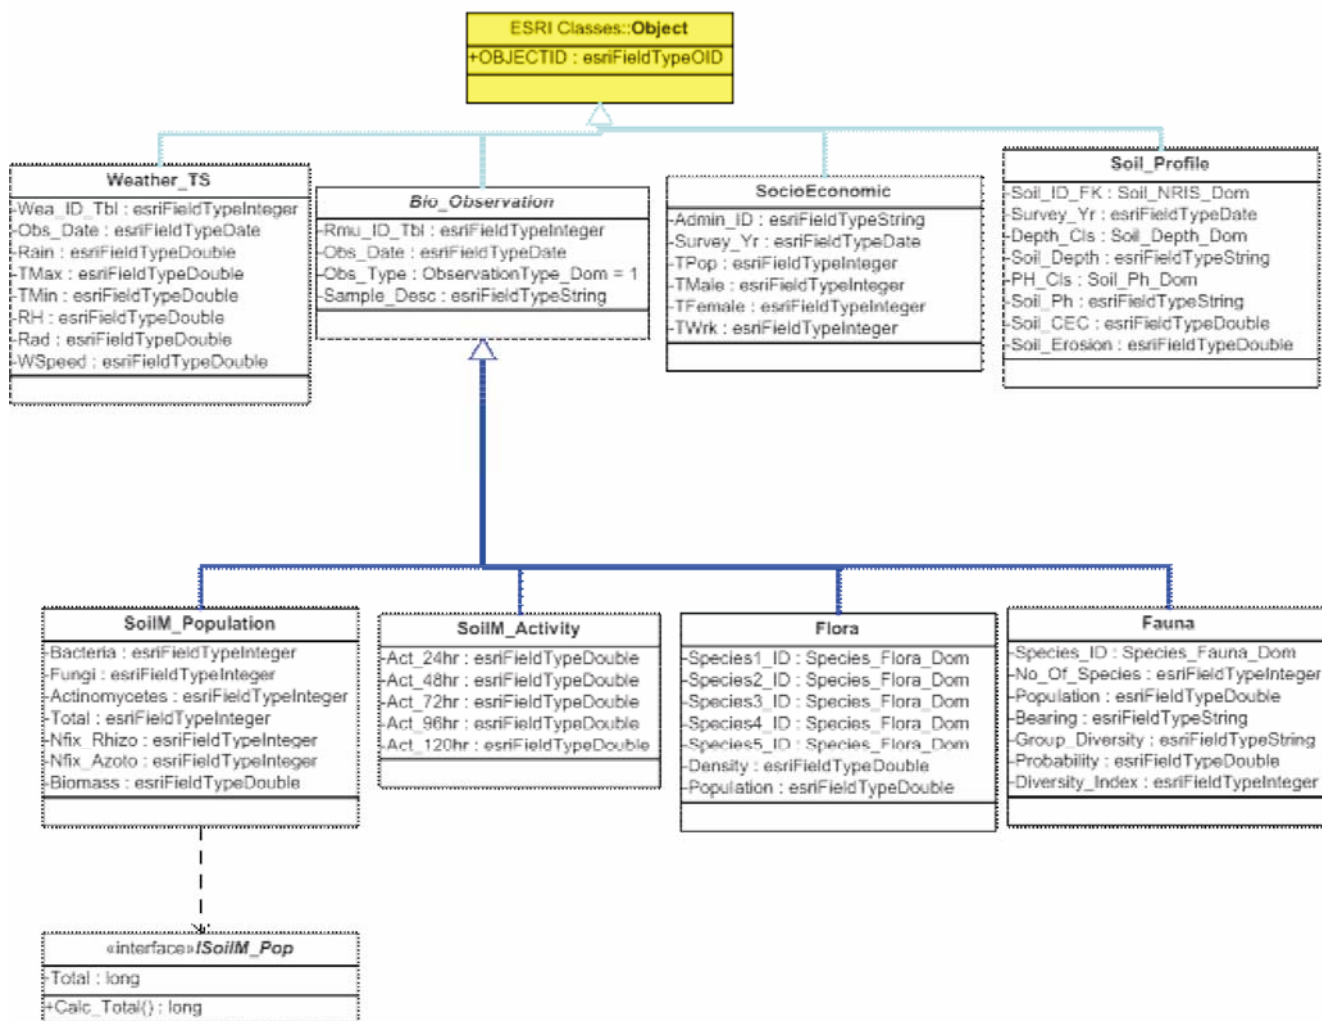 ESRI Classes::Object
+OBJECTID : esriFieldTypeOID
Weather_TS
-Wea_ID_Tbl : esriFieldTypeInteger
-Obs_Date : esriFieldTypeDate
-Rain : esriFieldTypeDouble
-TMax : esriFieldTypeDouble
-TMin : esriFieldTypeDouble
-RH : esriFieldTypeDouble
-Rad : esriFieldTypeDouble
-WSpeed : esriFieldTypeDouble
Bio_Observation
-Rmu_ID_Tbl : esriFieldTypeInteger
-Obs_Date : esriFieldTypeDate
-Obs_Type : ObservationType_Dom = 1
-Sample_Desc : esriFieldTypeString
SocioEconomic
-Admin_ID : esriFieldTypeString
-Survey_Yr : esriFieldTypeDate
-TPop : esriFieldTypeInteger
-TMale : esriFieldTypeInteger
-TFemale : esriFieldTypeInteger
-TWrk : esriFieldTypeInteger
Soil_Profile
-Soil_ID_FK : Soil_NRIS_Dom
-Survey_Yr : esriFieldTypeDate
-Depth_Cls : Soil_Depth_Dom
-Soil_Depth : esriFieldTypeString
-PH_Cls : Soil_Ph_Dom
-Soil_Ph : esriFieldTypeString
-Soil_CEC : esriFieldTypeDouble
-Soil_Erosion : esriFieldTypeDouble
SoilM_Population
-Bacteria : esriFieldTypeInteger
-Fungi : esriFieldTypeInteger
-Actinomycetes : esriFieldTypeInteger
-Total : esriFieldTypeInteger
-Nfix_Rhizo : esriFieldTypeInteger
-Nfix_Azoto : esriFieldTypeInteger
-Biomass : esriFieldTypeDouble
SoilM_Activity
-Act_24hr : esriFieldTypeDouble
-Act_48hr : esriFieldTypeDouble
-Act_72hr : esriFieldTypeDouble
-Act_96hr : esriFieldTypeDouble
-Act_120hr : esriFieldTypeDouble
Flora
-Species1_ID : Species_Flora_Dom
-Species2_ID : Species_Flora_Dom
-Species3_ID : Species_Flora_Dom
-Species4_ID : Species_Flora_Dom
-Species5_ID : Species_Flora_Dom
-Density : esriFieldTypeDouble
-Population : esriFieldTypeDouble
Fauna
-Species_ID : Species_Fauna_Dom
-No_Of_Species : esriFieldTypeInteger
-Population : esriFieldTypeDouble
-Bearing : esriFieldTypeString
-Group_Diversity : esriFieldTypeString
-Probability : esriFieldTypeDouble
-Diversity_Index : esriFieldTypeInteger
«interface»ISoilM_Pop
-Total : long
+Calc_Total() : long